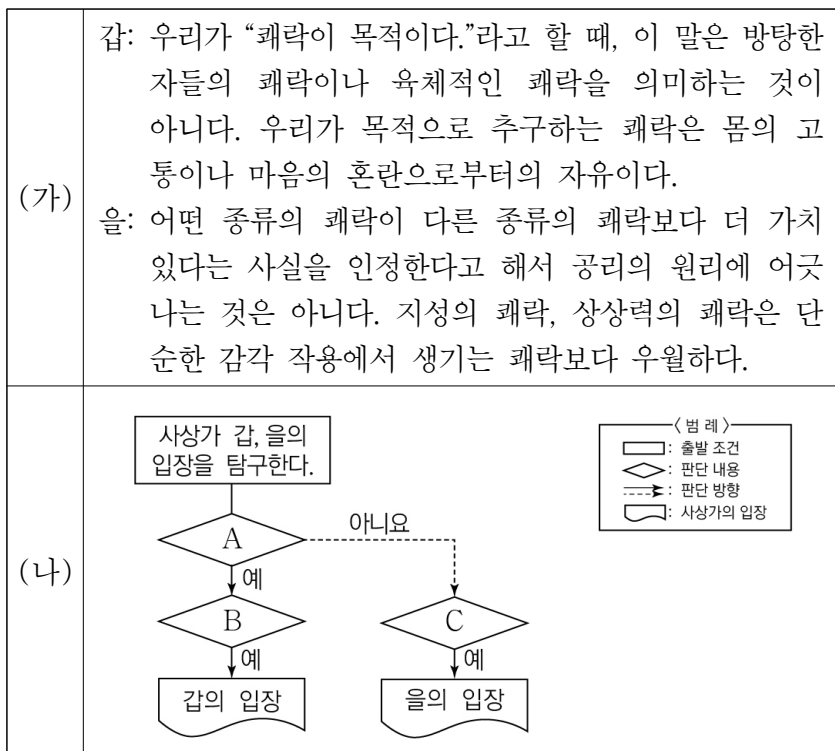 (가)
갑: 우리가 “쾌락이 목적이다.”라고 할 때, 이 말은 방탕한
자들의 쾌락이나 육체적인 쾌락을 의미하는 것이
아니다. 우리가 목적으로 추구하는 쾌락은 몸의 고
통이나 마음의 혼란으로부터의 자유이다.
을: 어떤 종류의 쾌락이 다른 종류의 쾌락보다 더 가치
있다는 사실을 인정한다고 해서 공리의 원리에 어긋
나는 것은 아니다. 지성의 쾌락, 상상력의 쾌락은 단
순한 감각 작용에서 생기는 쾌락보다 우월하다.
(나)
사상가 갑, 을의
입장을 탐구한다.
A
아니요
예
B
C
예
예
갑의 입장
을의 입장
〈범 례〉
: 출발 조건
: 판단 내용
: 판단 방향
: 사상가의 입장